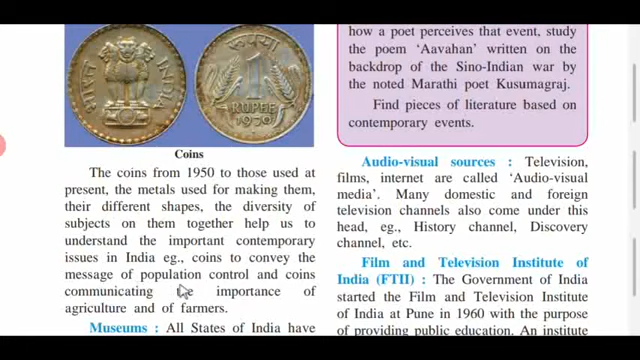 भारत INDIA
रूपया
1
RUPEE
Coins
The coins from 1950 to those used at
present, the metals used for making them,
their different shapes, the diversity of
subjects on them together help us to
understand the important contemporary
issues in India eg., coins to convey the
message of population control and coins
communicating the importance of
agriculture and of farmers.
Museums : All States of India have
how a poet perceives that event, study
the poem ‘Aavahan’ written on the
backdrop of the Sino-Indian war by
the noted Marathi poet Kusumagraj.
Find pieces of literature based on
contemporary events.
Audio-visual sources : Television,
films, internet are called ‘Audio-visual
media’. Many domestic and foreign
television channels also come under this
head, eg., History channel, Discovery
channel, etc.
Film and Television Institute of
India (FTII) : The Government of India
started the Film and Television Institute
of India at Pune in 1960 with the purpose
of providing public education. An institute